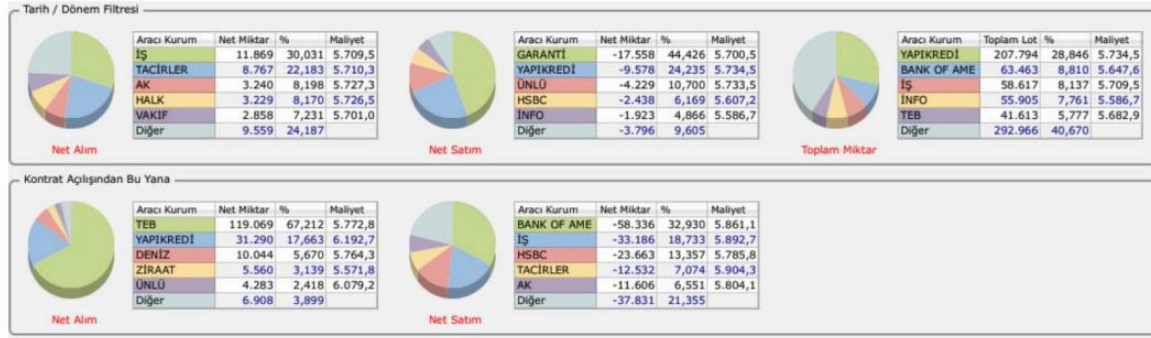 Tarih / Dönem Filtresi
Aracı Kurum Net Miktar % Maliyet
İŞ 11.869 30,031 5.709,5
TACİRLER 8.767 22,183 5.710,3
AK 3.240 8,198 5.727,3
HALK 3.229 8,170 5.726,5
VAKIF 2.858 7,231 5.701,0
Diğer 9.559 24,187
Net Alım
Aracı Kurum Net Miktar % Maliyet
GARANTİ -17.558 44,426 5.700,5
YAPIKREDİ -9.578 24,235 5.734,5
ÜNLÜ -4.229 10,700 5.733,5
HSBC -2.438 6,169 5.607,2
İNFO -1.923 4,866 5.586,7
Diğer -3.796 9,605
Net Satım
Aracı Kurum Toplam Lot % Maliyet
YAPIKREDİ 207.794 28,846 5.734,5
BANK OF AME 63.463 8,810 5.647,6
İŞ 58.617 8,137 5.709,5
İNFO 55.905 7,761 5.586,7
TEB 41.613 5,777 5.682,9
Diğer 292.966 40,670
Toplam Miktar
Kontrat Açılışından Bu Yana
Aracı Kurum Net Miktar % Maliyet
TEB 119.069 67,212 5.772,8
YAPIKREDİ 31.290 17,663 6.192,7
DENİZ 10.044 5,670 5.764,3
ZİRAAT 5.560 3,139 5.571,8
ÜNLÜ 4.283 2,418 6.079,2
Diğer 6.908 3,899
Net Alım
Aracı Kurum Net Miktar % Maliyet
BANK OF AME -58.336 32,930 5.861,1
İŞ -33.186 18,733 5.892,7
HSBC -23.663 13,357 5.785,8
TACİRLER -12.532 7,074 5.904,3
AK -11.606 6,551 5.804,1
Diğer -37.831 21,355
Net Satım